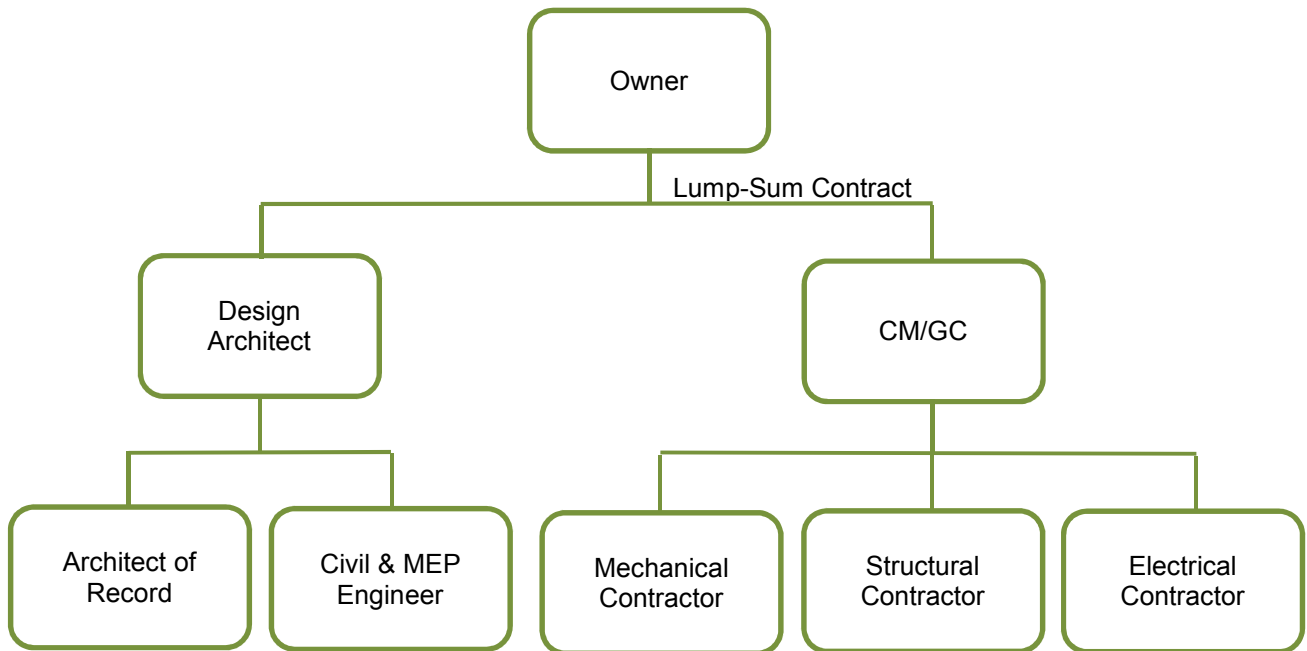 Owner
Lump-Sum Contract
Design
Architect
CM/GC
Architect of
Record
Civil & MEP
Engineer
Mechanical
Contractor
Structural
Contractor
Electrical
Contractor